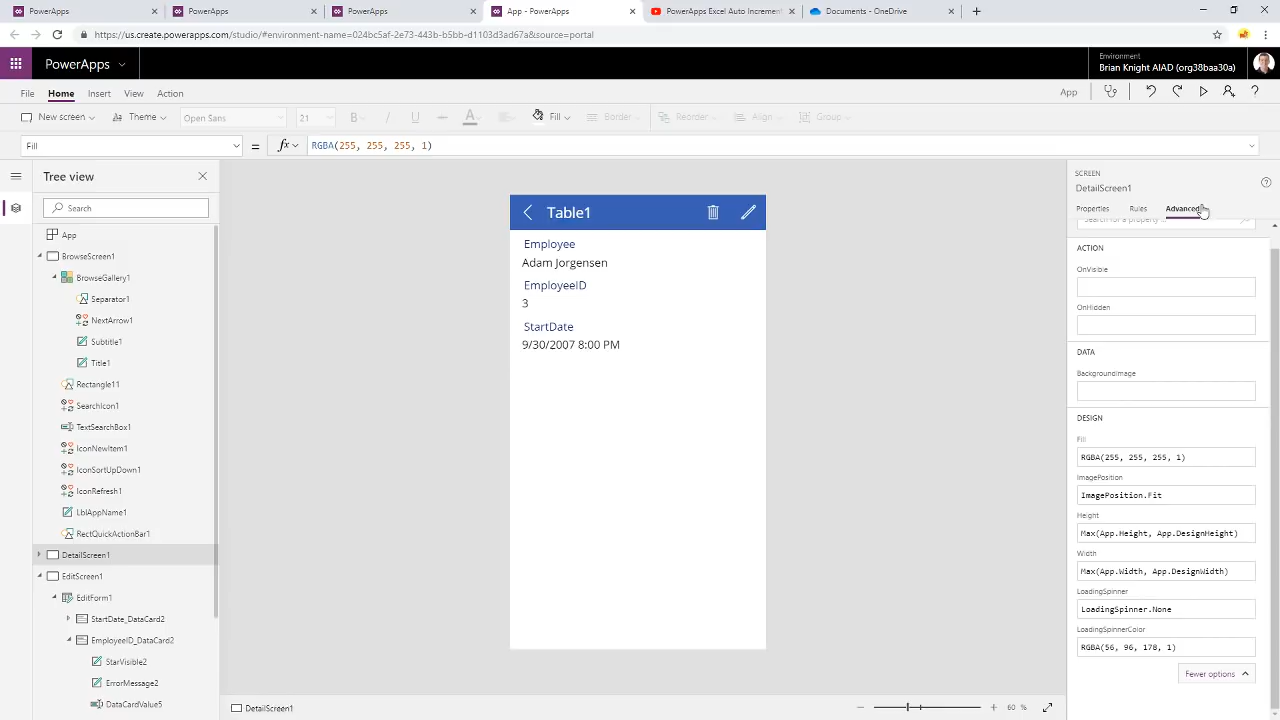 PowerApps
PowerApps
PowerApps
App - PowerApps
PowerApps Excel Auto Increment
Documents - OneDrive
https://us.create.powerapps.com/studio/#environment-name=024bc5af-2e73-443b-b5bb-d1103d3ad67a&source=portal
PowerApps
Environment
Brian Knight AIAD (org38baa30a)
File Home Insert View Action
App
New screen Theme Open Sans 21 B / U A Fill Border Reorder Align Group
Fill = fx RGBA(255, 255, 255, 1)
Tree view
Search
App
BrowseScreen1
BrowseGallery1
Separator1
NextArrow1
Subtitle1
Title1
Rectangle11
SearchIcon1
TextSearchBox1
IconNewItem1
IconSortUpDown1
IconRefresh1
LblAppName1
RectQuickActionBar1
DetailScreen1
EditScreen1
EditForm1
StartDate_DataCard2
EmployeeID_DataCard2
StarVisible2
ErrorMessage2
DataCardValue5
Table1
Employee
Adam Jorgensen
EmployeeID
3
StartDate
9/30/2007 8:00 PM
DetailScreen1
60 %
SCREEN
DetailScreen1
Properties Rules Advanced
Search for a property ...
ACTION
OnVisible
OnHidden
DATA
BackgroundImage
DESIGN
Fill
RGBA(255, 255, 255, 1)
ImagePosition
ImagePosition.Fit
Height
Max(App.Height, App.DesignHeight)
Width
Max(App.Width, App.DesignWidth)
LoadingSpinner
LoadingSpinner.None
LoadingSpinnerColor
RGBA(56, 96, 178, 1)
Fewer options